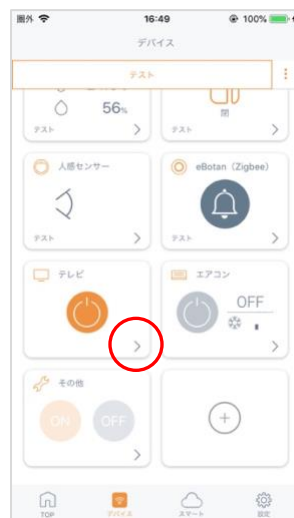 圏外 16:49 100%
デバイス
テスト
56%
閉
テスト テスト
人感センサー eBotan (Zigbee)
テスト テスト
テレビ エアコン
OFF
その他
ON OFF
TOP デバイス スマート 設定